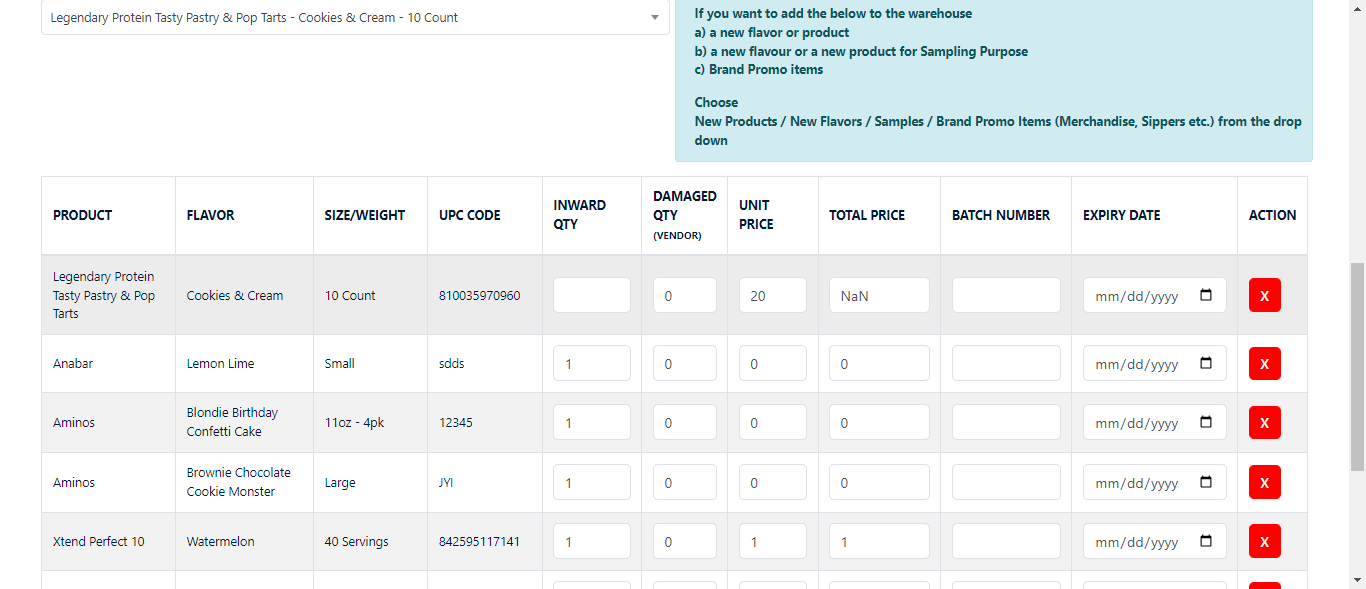 Legendary Protein Tasty Pastry & Pop Tarts - Cookies & Cream - 10 Count
If you want to add the below to the warehouse
a) a new flavor or product
b) a new flavour or a new product for Sampling Purpose
c) Brand Promo items
Choose
New Products / New Flavors / Samples / Brand Promo Items (Merchandise, Sippers etc.) from the drop
down
PRODUCT FLAVOR SIZE/WEIGHT UPC CODE INWARD QTY DAMAGED QTY (VENDOR) UNIT PRICE TOTAL PRICE BATCH NUMBER EXPIRY DATE ACTION
Legendary Protein Tasty Pastry & Pop Tarts Cookies & Cream 10 Count 810035970960 0 20 NaN mm/dd/yyyy X
Anabar Lemon Lime Small sdds 1 0 0 0 mm/dd/yyyy X
Aminos Blondie Birthday Confetti Cake 11oz - 4pk 12345 1 0 0 0 mm/dd/yyyy X
Aminos Brownie Chocolate Cookie Monster Large JYI 1 0 0 0 mm/dd/yyyy X
Xtend Perfect 10 Watermelon 40 Servings 842595117141 1 0 1 1 mm/dd/yyyy X